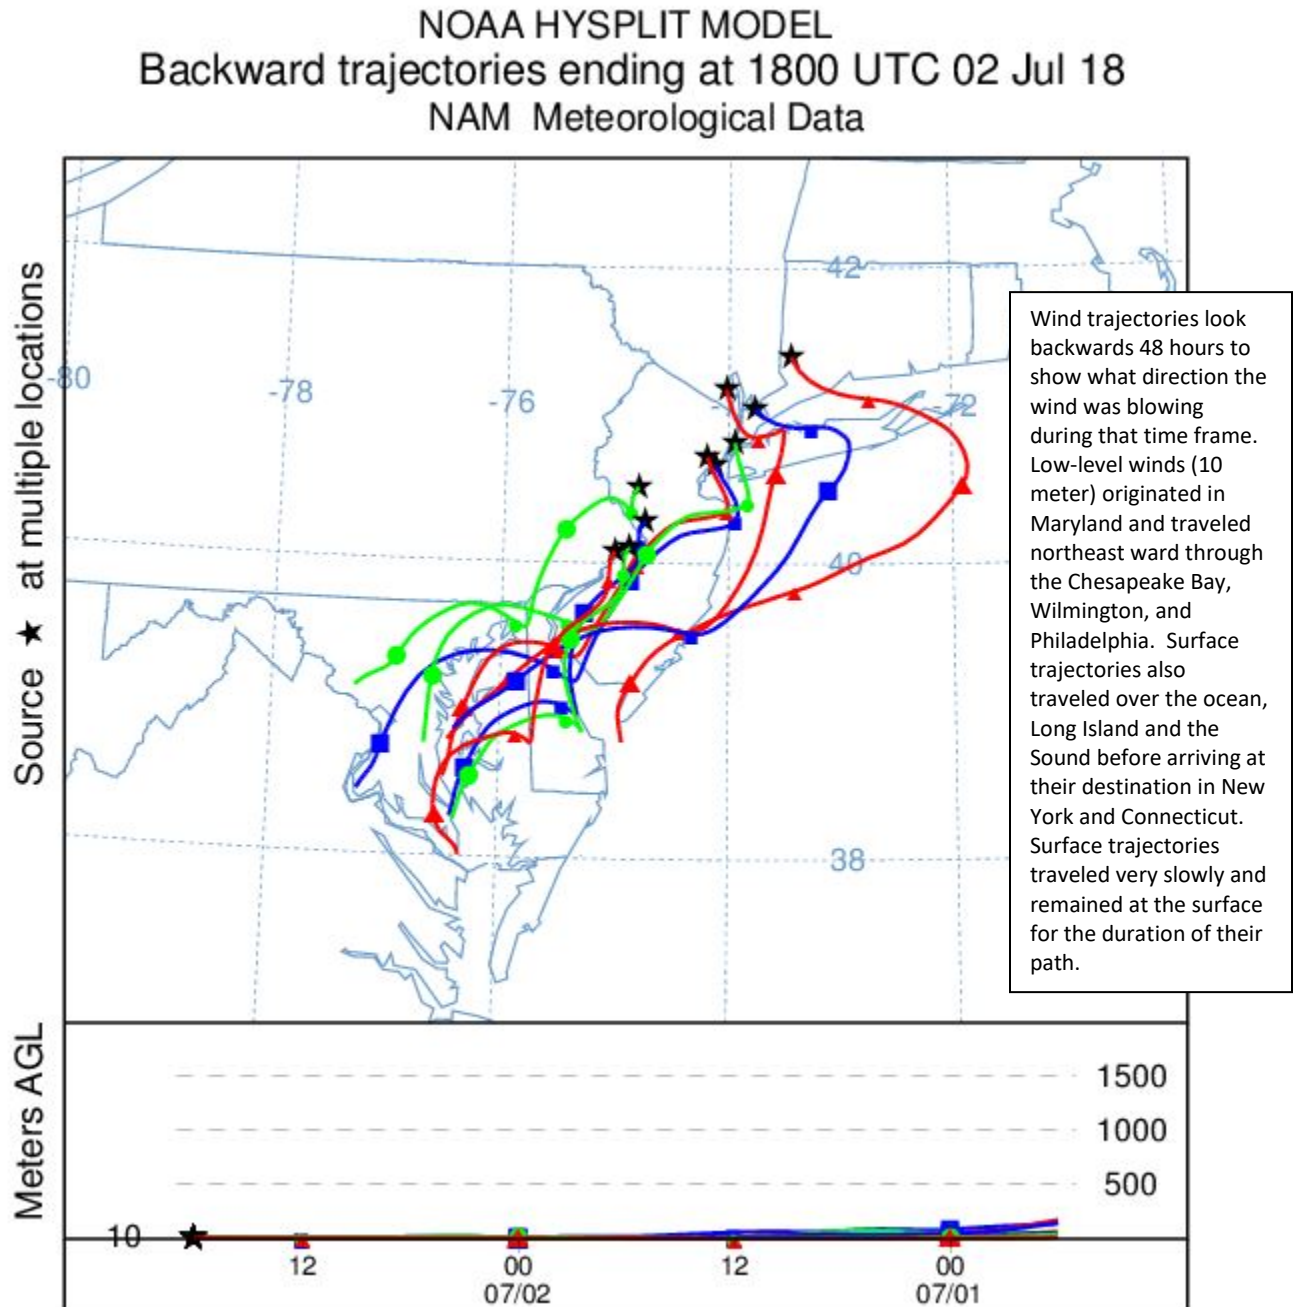 NOAA HYSPLIT MODEL
Backward trajectories ending at 1800 UTC 02 Jul 18
NAM Meteorological Data
Source ★ at multiple locations
42
-80
-78
-76
-72
40
38
Wind trajectories look
backwards 48 hours to
show what direction the
wind was blowing
during that time frame.
Low-level winds (10
meter) originated in
Maryland and traveled
northeast ward through
the Chesapeake Bay,
Wilmington, and
Philadelphia. Surface
trajectories also
traveled over the ocean,
Long Island and the
Sound before arriving at
their destination in New
York and Connecticut.
Surface trajectories
traveled very slowly and
remained at the surface
for the duration of their
path.
Meters AGL
1500
1000
500
10
12 00 12 00
07/02 07/01